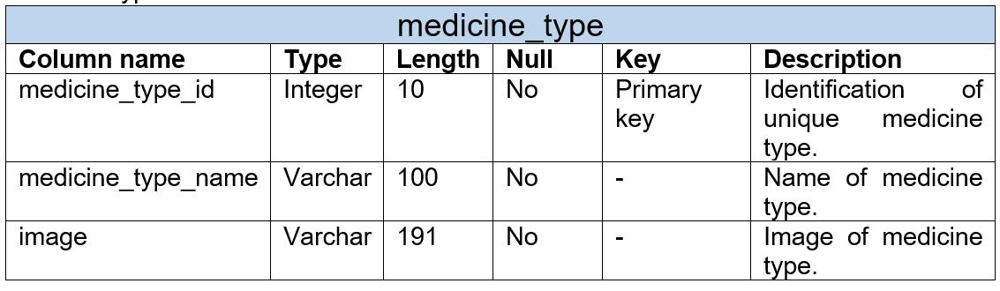 medicine_type
Column name Type Length Null Key Description
medicine_type_id Integer 10 No Primary Identification of
key unique medicine
type.
medicine_type_name Varchar 100 No - Name of medicine
type.
image Varchar 191 No - Image of medicine
type.